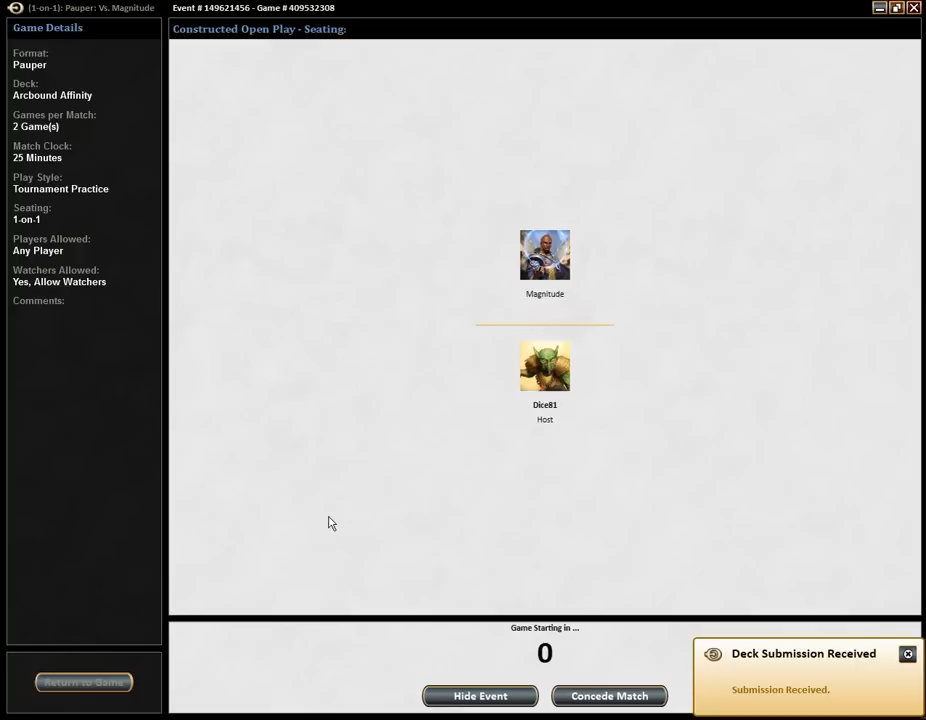 (1-on-1): Pauper: Vs. Magnitude
Event # 149621456 - Game # 409532308
Game Details
Format:
Pauper
Deck:
Arcbound Affinity
Games per Match:
2 Game(s)
Match Clock:
25 Minutes
Play Style:
Tournament Practice
Seating:
1-on-1
Players Allowed:
Any Player
Watchers Allowed:
Yes, Allow Watchers
Comments:
Return to Game
Constructed Open Play - Seating:
Magnitude
Dice81
Host
Game Starting in ...
0
Hide Event
Concede Match
Deck Submission Received
Submission Received.